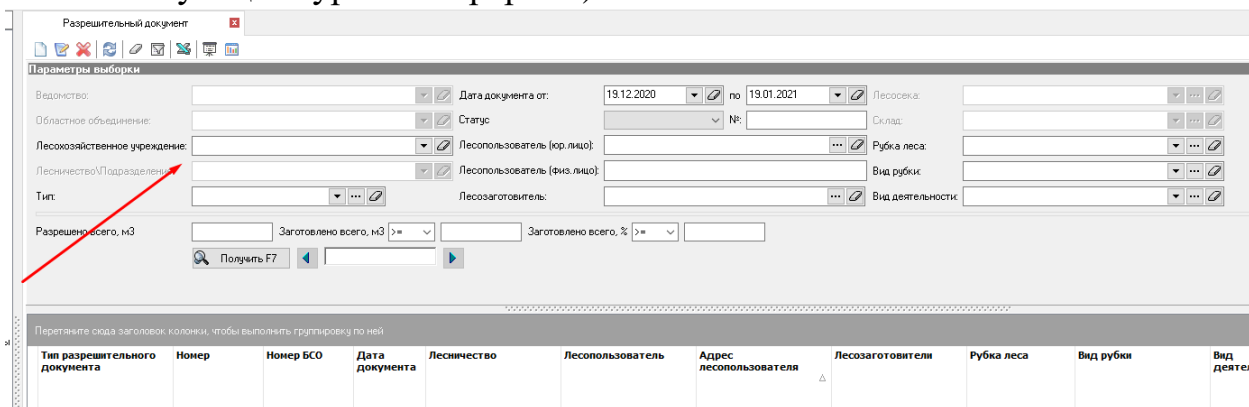 Разрешительный документ
Параметры выборки
Ведомство: Дата документа от: 19.12.2020 по 19.01.2021 Лесосека:
Областное объединение: Статус №: Склад:
Лесохозяйственное учреждение: Лесопользователь (юр.лицо): Рубка леса:
Лесничество\Подразделение Лесопользователь (физ.лицо): Вид рубки:
Тип: Лесозаготовитель: Вид деятельности:
Разрешено всего, м3 Заготовлено всего, м3 >= Заготовлено всего, % >=
Получить F7
Перетяните сюда заголовок колонки, чтобы выполнить группировку по ней
Тип разрешительного документа Номер Номер БСО Дата документа Лесничество Лесопользователь Адрес лесопользователя Лесозаготовители Рубка леса Вид рубки Вид